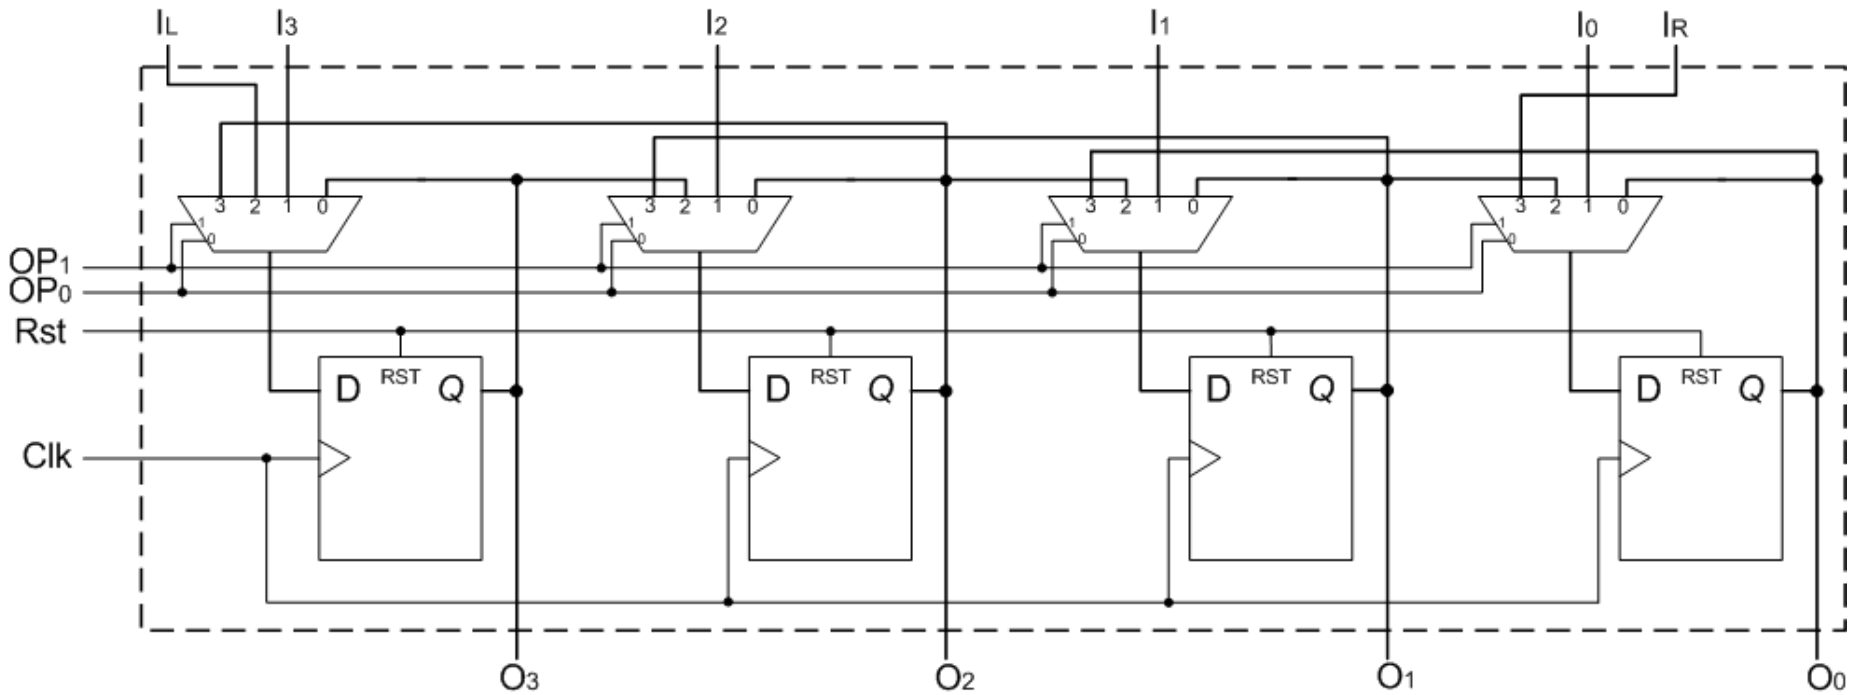 IL I3 I2 I1 I0 IR
3 2 1 0 3 2 1 0 3 2 1 0 3 2 1 0
1 1 1 1
0 0 0 0
OP1
OP0
Rst
D RST Q D RST Q D RST Q D RST Q
Clk
O3 O2 O1 O0